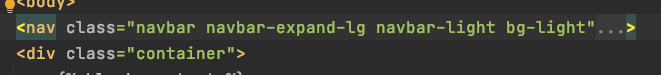 <body>
<nav class="navbar navbar-expand-lg navbar-light bg-light"...>
<div class="container">